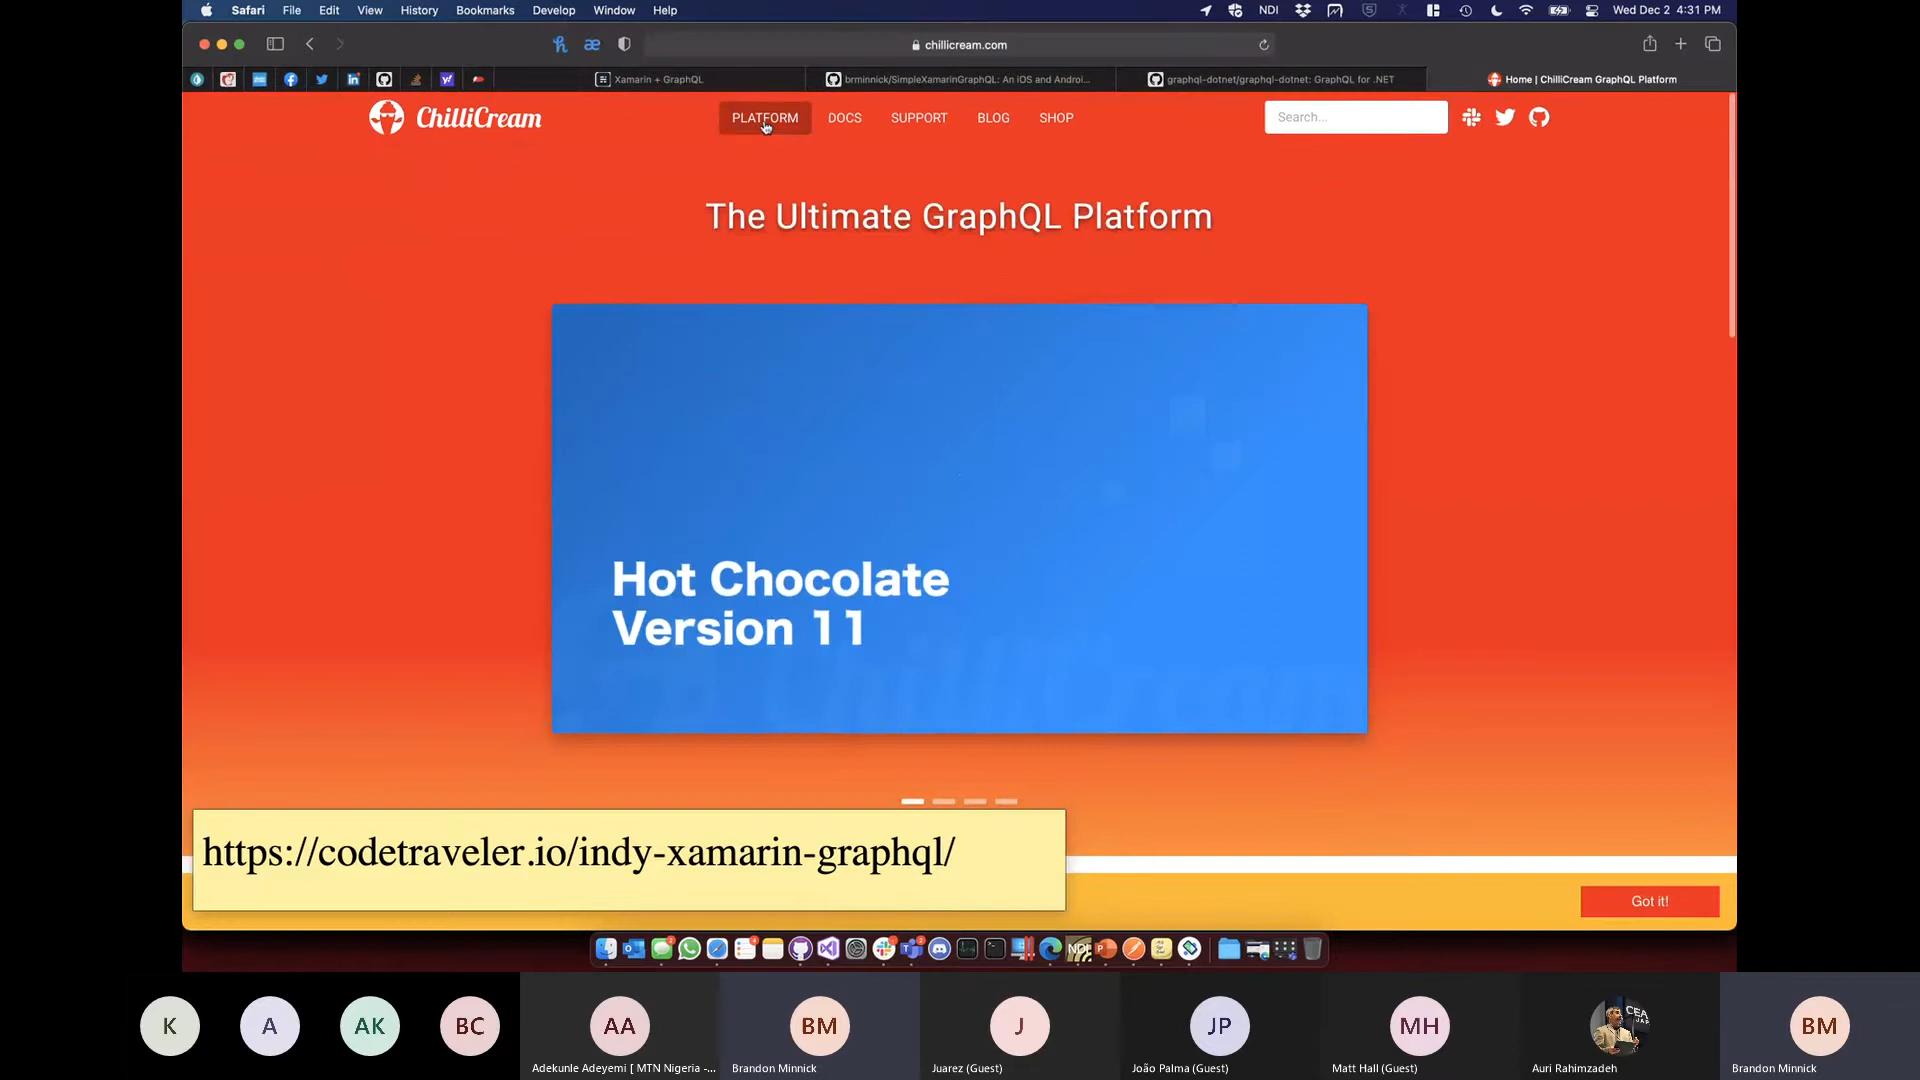 Safari File Edit View History Bookmarks Develop Window Help NDI Wed Dec 2 4:31 PM
chillicream.com
Xamarin + GraphQL brminnick/SimpleXamarinGraphQL: An iOS and Androi... graphql-dotnet/graphql-dotnet: GraphQL for .NET Home | ChilliCream GraphQL Platform
ChilliCream PLATFORM DOCS SUPPORT BLOG SHOP Search...
The Ultimate GraphQL Platform
Hot Chocolate
Version 11
https://codetraveler.io/indy-xamarin-graphql/
Got it!
K A AK BC AA BM J JP MH BM
Adekunle Adeyemi [ MTN Nigeria -... Brandon Minnick Juarez (Guest) João Palma (Guest) Matt Hall (Guest) Auri Rahimzadeh Brandon Minnick